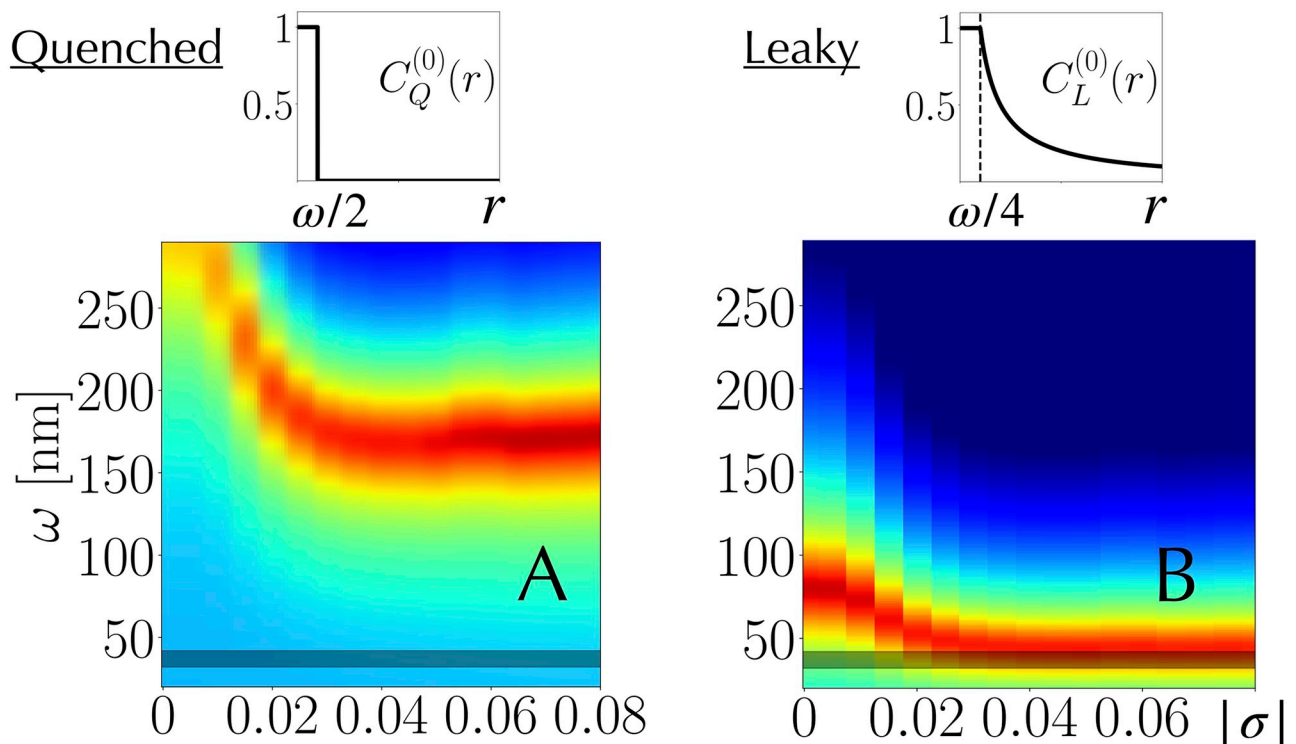 Quenched
1
0.5
C_Q^(0)(r)
ω/2
r
Leaky
1
0.5
C_L^(0)(r)
ω/4
r
ω [nm]
250
200
150
100
50
A
0 0.02 0.04 0.06 0.08
250
200
150
100
50
B
0 0.02 0.04 0.06 |σ|